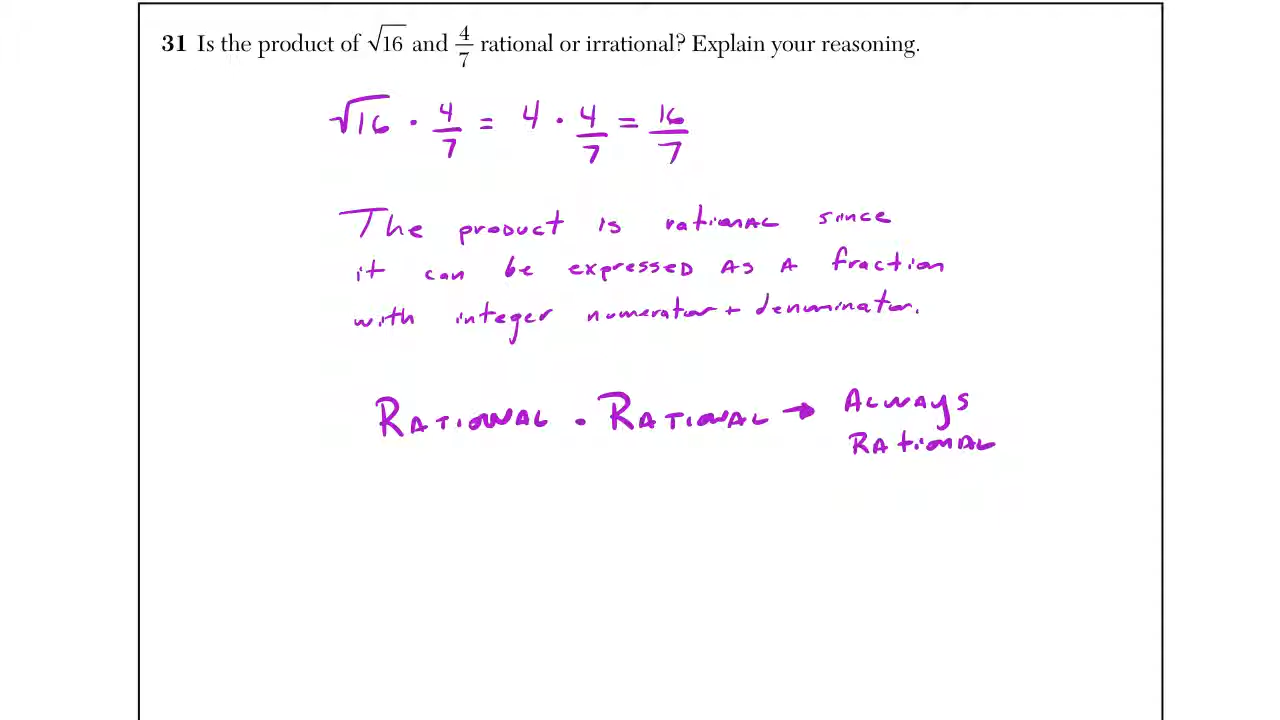 31 Is the product of √16 and 4/7 rational or irrational? Explain your reasoning.
√16 · 4/7 = 4 · 4/7 = 16/7
The product is rational since
it can be expressed as a fraction
with integer numerator + denominator.
Rational · Rational → Always
Rational